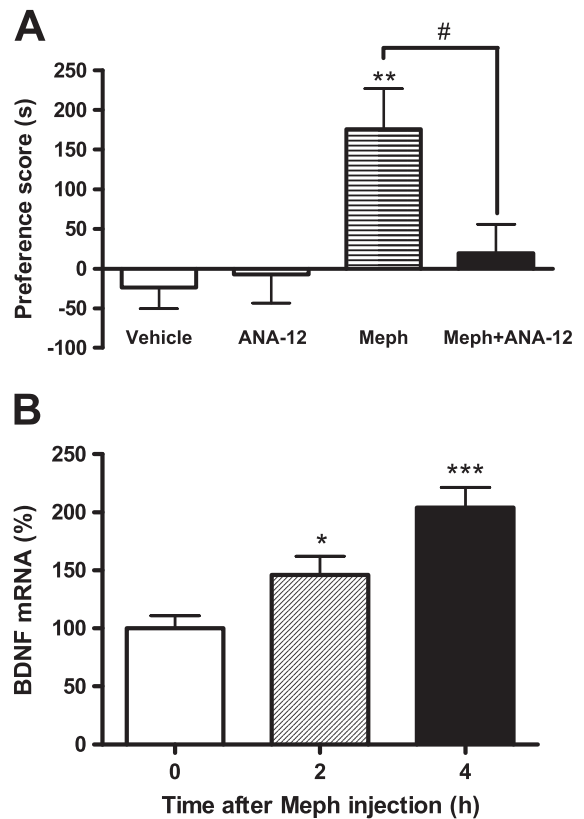 A
#
**
Preference score (s)
250
200
150
100
50
0
-50
-100
Vehicle ANA-12 Meph Meph+ANA-12
B
BDNF mRNA (%)
250
200
150
100
50
0
*
***
0 2 4
Time after Meph injection (h)